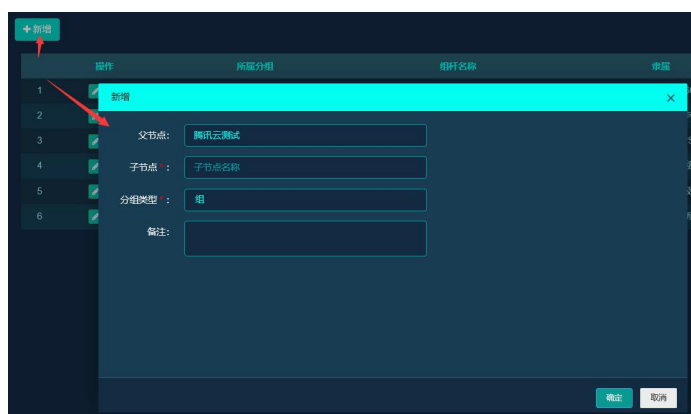 +新增
操作 所属分组 组杆名称 隶属
1
2
3
4
5
6
新增 ×
父节点: 腾讯云测试
子节点*: 子节点名称
分组类型*: 组
备注:
确定 取消